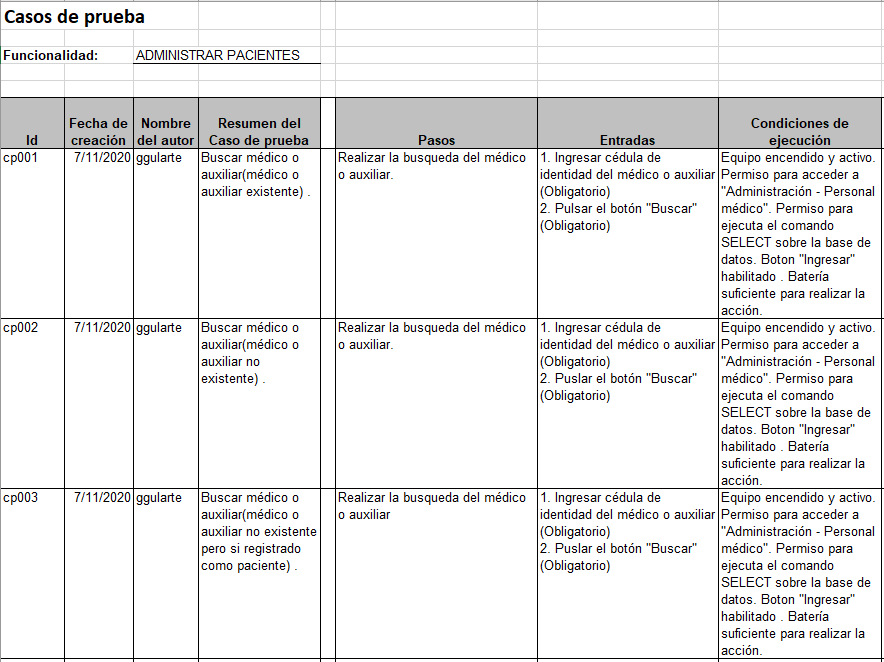 Casos de prueba
Funcionalidad: ADMINISTRAR PACIENTES
Id
Fecha de
creación
Nombre
del autor
Resumen del
Caso de prueba
Pasos
Entradas
Condiciones de
ejecución
cp001
7/11/2020
ggularte
Buscar médico o
auxiliar(médico o
auxiliar existente) .
Realizar la busqueda del médico
o auxiliar.
1. Ingresar cédula de
identidad del médico o auxiliar
(Obligatorio)
2. Pulsar el botón "Buscar"
(Obligatorio)
Equipo encendido y activo.
Permiso para acceder a
"Administración - Personal
médico". Permiso para
ejecuta el comando
SELECT sobre la base de
datos. Boton "Ingresar"
habilitado . Batería
suficiente para realizar la
acción.
cp002
7/11/2020
ggularte
Buscar médico o
auxiliar(médico o
auxiliar no
existente) .
Realizar la busqueda del médico
o auxiliar.
1. Ingresar cédula de
identidad del médico o auxiliar
(Obligatorio)
2. Puslar el botón "Buscar"
(Obligatorio)
Equipo encendido y activo.
Permiso para acceder a
"Administración - Personal
médico". Permiso para
ejecuta el comando
SELECT sobre la base de
datos. Boton "Ingresar"
habilitado . Batería
suficiente para realizar la
acción.
cp003
7/11/2020
ggularte
Buscar médico o
auxiliar(médico o
auxiliar no existente
pero si registrado
como paciente) .
Realizar la busqueda del médico
o auxiliar
1. Ingresar cédula de
identidad del médico o auxiliar
(Obligatorio)
2. Puslar el botón "Buscar"
(Obligatorio)
Equipo encendido y activo.
Permiso para acceder a
"Administración - Personal
médico". Permiso para
ejecuta el comando
SELECT sobre la base de
datos. Boton "Ingresar"
habilitado . Batería
suficiente para realizar la
acción.